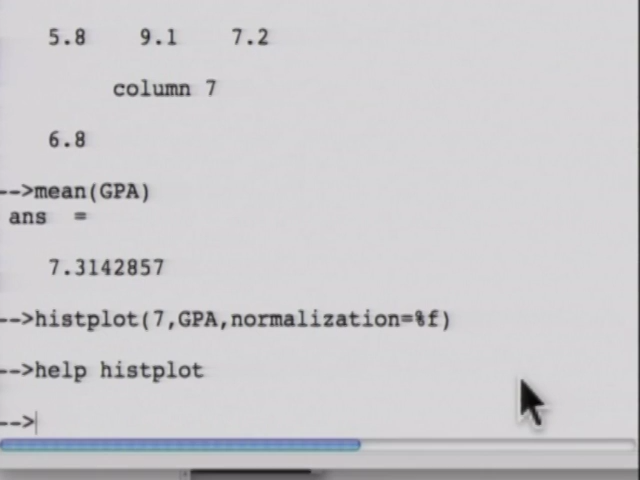 5.8 9.1 7.2
column 7
6.8
-->mean(GPA)
ans =
7.3142857
-->histplot(7,GPA,normalization=%f)
-->help histplot
-->